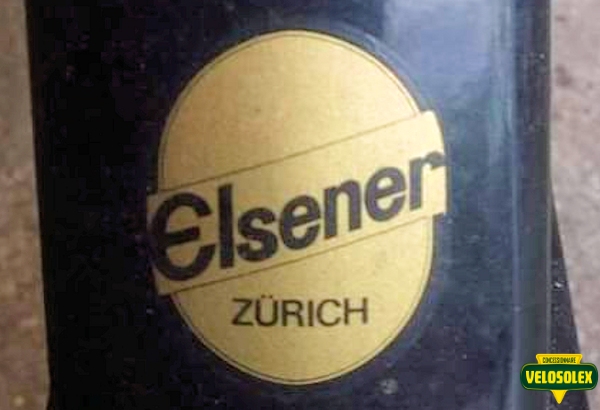 Elsener
ZÜRICH
CONCESSIONNAIRE
VELOSOLEX